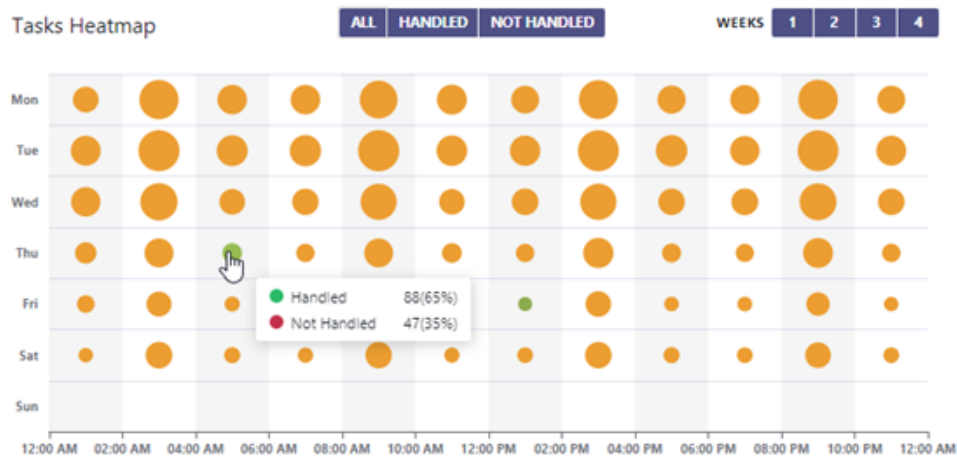 Tasks Heatmap ALL HANDLED NOT HANDLED WEEKS 1 2 3 4
Mon
Tue
Wed
Thu
Handled 88(65%)
Fri
Not Handled 47(35%)
Sat
Sun
12:00 AM 02:00 AM 04:00 AM 06:00 AM 08:00 AM 10:00 AM 12:00 PM 02:00 PM 04:00 PM 06:00 PM 08:00 PM 10:00 PM 12:00 AM